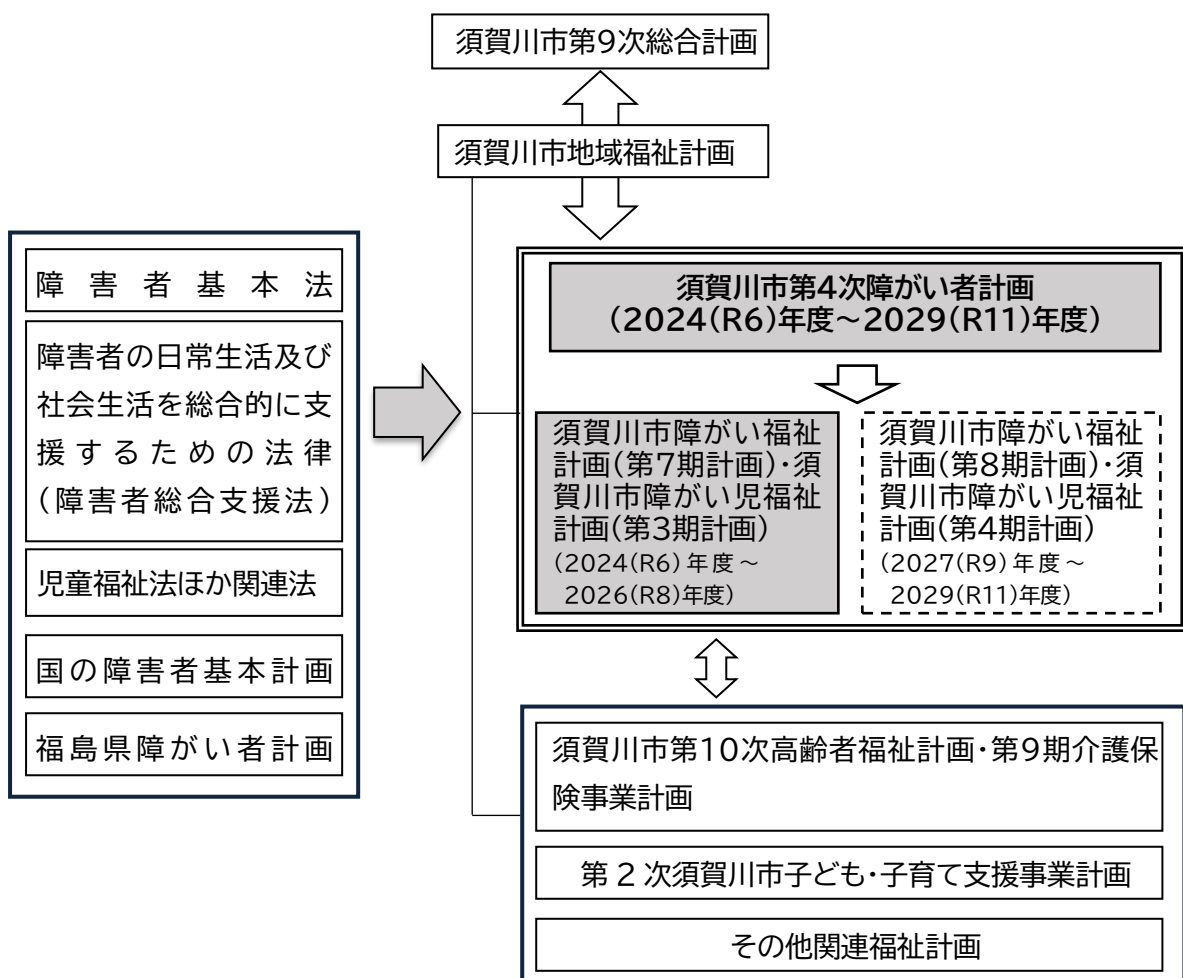 須賀川市第9次総合計画
須賀川市地域福祉計画
障害者基本法
障害者の日常生活及び
社会生活を総合的に支
援するための法律
(障害者総合支援法)
児童福祉法ほか関連法
国の障害者基本計画
福島県障がい者計画
須賀川市第4次障がい者計画
(2024(R6)年度～2029(R11)年度)
須賀川市障がい福祉
計画(第7期計画)・須
賀川市障がい児福祉
計画(第3期計画)
(2024(R6)年度～
2026(R8)年度)
須賀川市障がい福祉
計画(第8期計画)・須
賀川市障がい児福祉
計画(第4期計画)
(2027(R9)年度～
2029(R11)年度)
須賀川市第10次高齢者福祉計画・第9期介護保
険事業計画
第2次須賀川市子ども・子育て支援事業計画
その他関連福祉計画